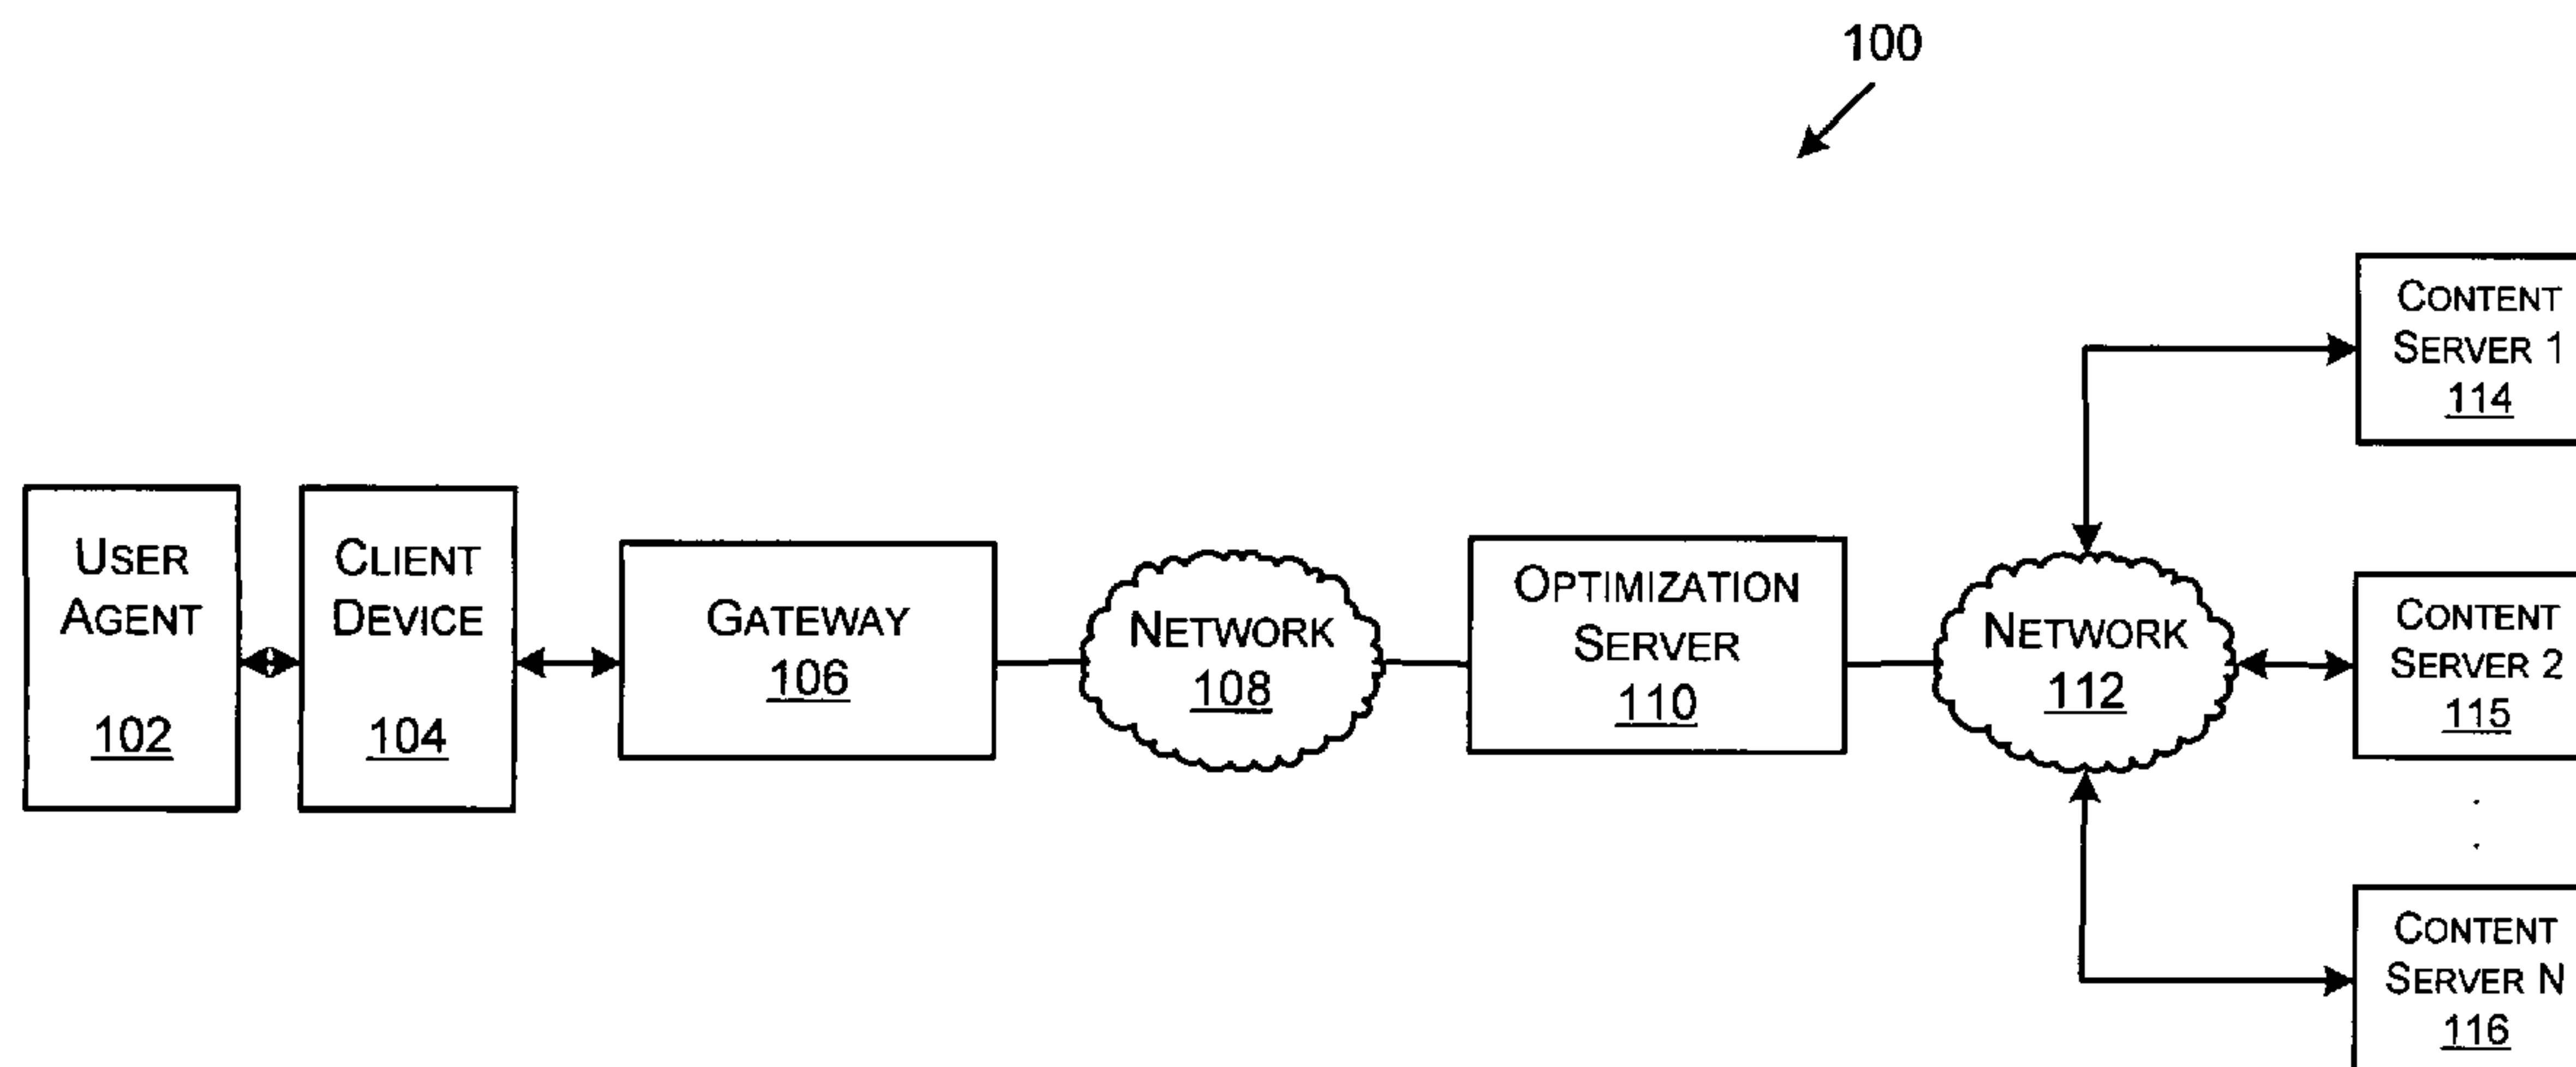 100
USER
AGENT
102
CLIENT
DEVICE
104
GATEWAY
106
NETWORK
108
OPTIMIZATION
SERVER
110
NETWORK
112
CONTENT
SERVER 1
114
CONTENT
SERVER 2
115
CONTENT
SERVER N
116